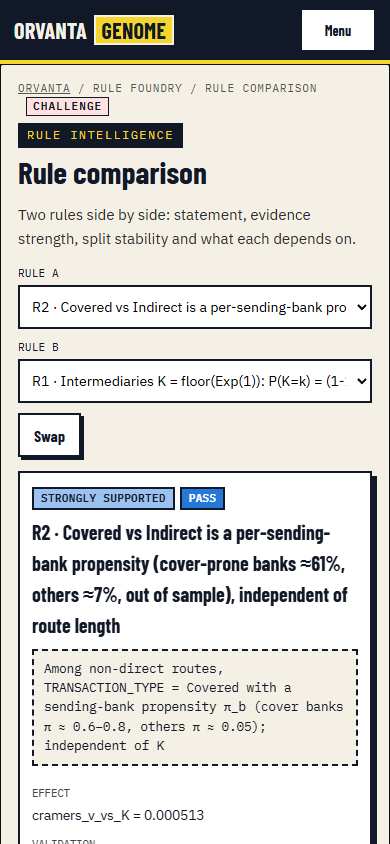 ORVANTA GENOME
Menu
ORVANTA / RULE FOUNDRY / RULE COMPARISON
CHALLENGE
RULE INTELLIGENCE
Rule comparison
Two rules side by side: statement, evidence
strength, split stability and what each depends on.
RULE A
R2 · Covered vs Indirect is a per-sending-bank pro
RULE B
R1 · Intermediaries K = floor(Exp(1)): P(K=k) = (1-
Swap
STRONGLY SUPPORTED PASS
R2 · Covered vs Indirect is a per-sending-
bank propensity (cover-prone banks ≈61%,
others ≈7%, out of sample), independent of
route length
Among non-direct routes,
TRANSACTION_TYPE = Covered with a
sending-bank propensity π_b (cover banks
π ≈ 0.6–0.8, others π ≈ 0.05);
independent of K
EFFECT
cramers_v_vs_K = 0.000513
VALIDATION